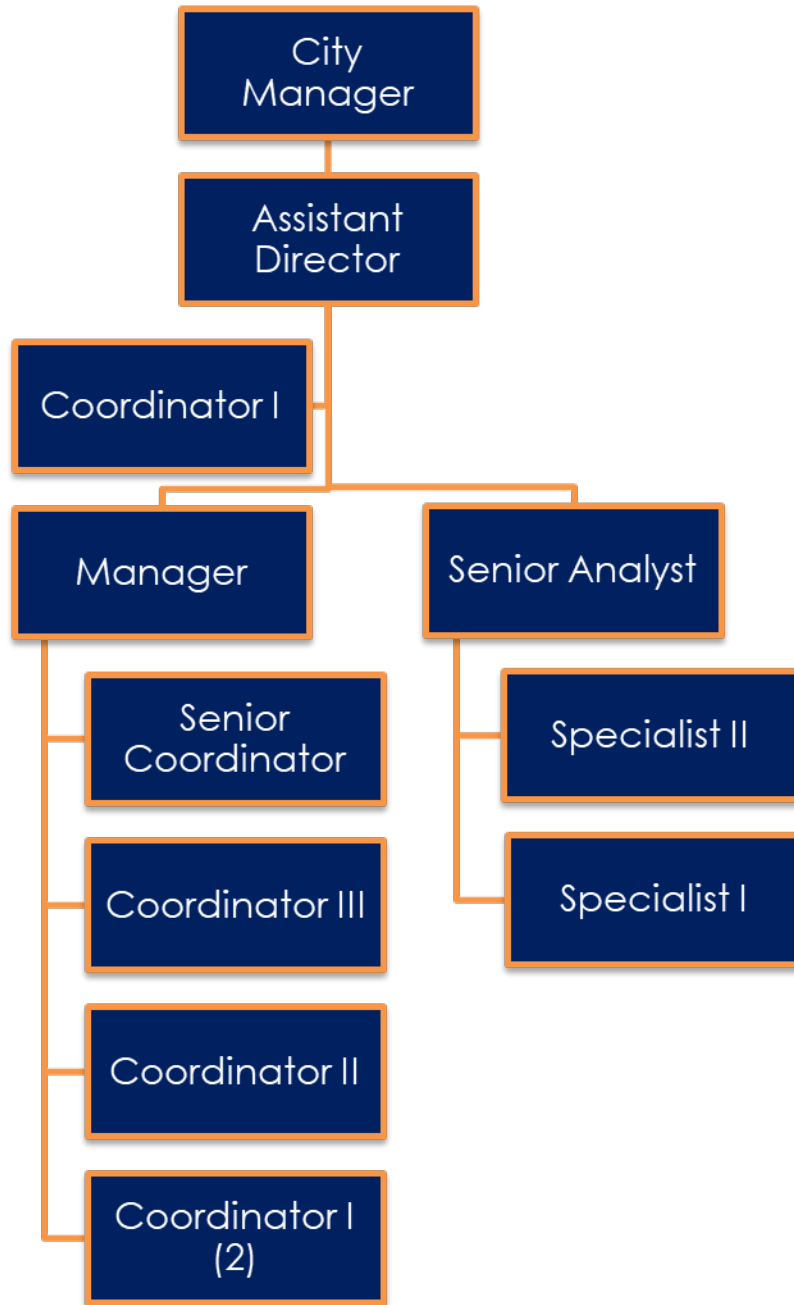 City
Manager
Assistant
Director
Coordinator I
Manager
Senior Analyst
Senior
Coordinator
Specialist II
Coordinator III
Specialist I
Coordinator II
Coordinator I
(2)